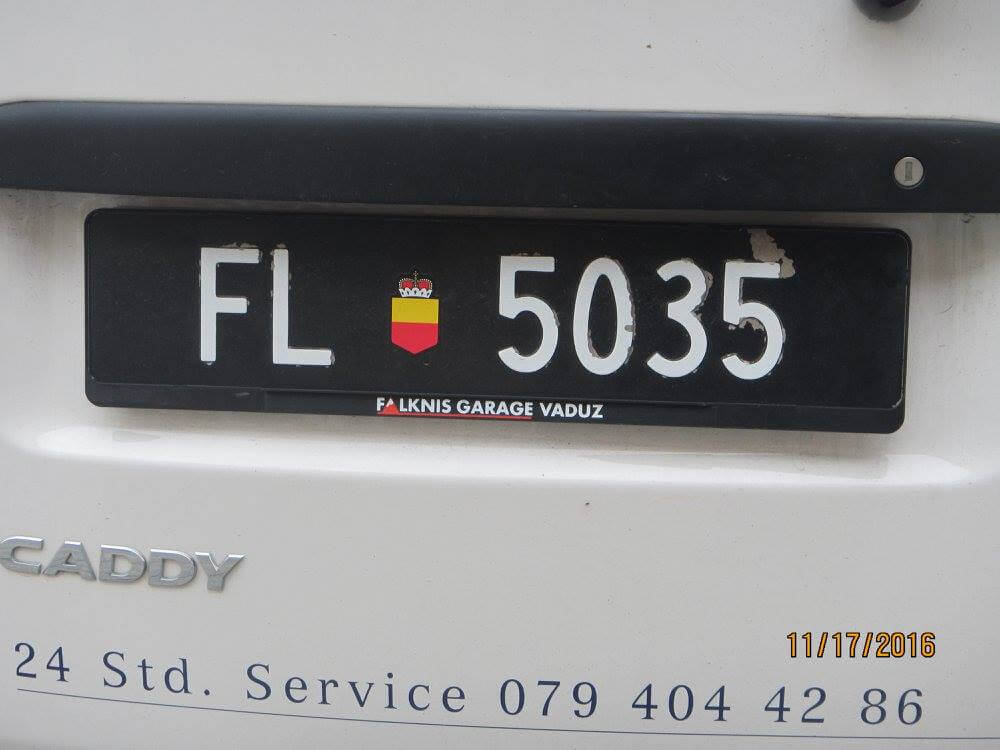 FL 5035
FALKNIS GARAGE VADUZ
CADDY
11/17/2016
24 Std. Service 079 404 42 86